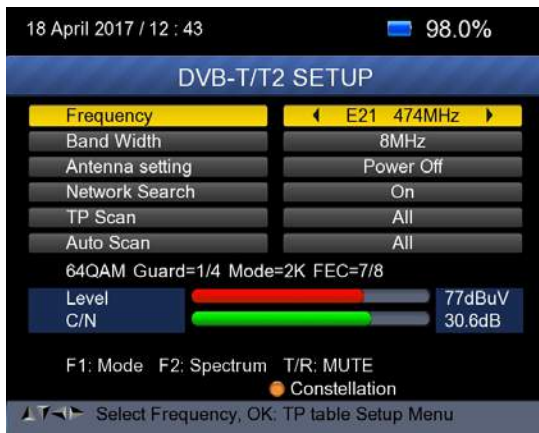 18 April 2017 / 12 : 43 98.0%
DVB-T/T2 SETUP
Frequency E21 474MHz
Band Width 8MHz
Antenna setting Power Off
Network Search On
TP Scan All
Auto Scan All
64QAM Guard=1/4 Mode=2K FEC=7/8
Level 77dBuV
C/N 30.6dB
F1: Mode F2: Spectrum T/R: MUTE
Constellation
Select Frequency, OK: TP table Setup Menu